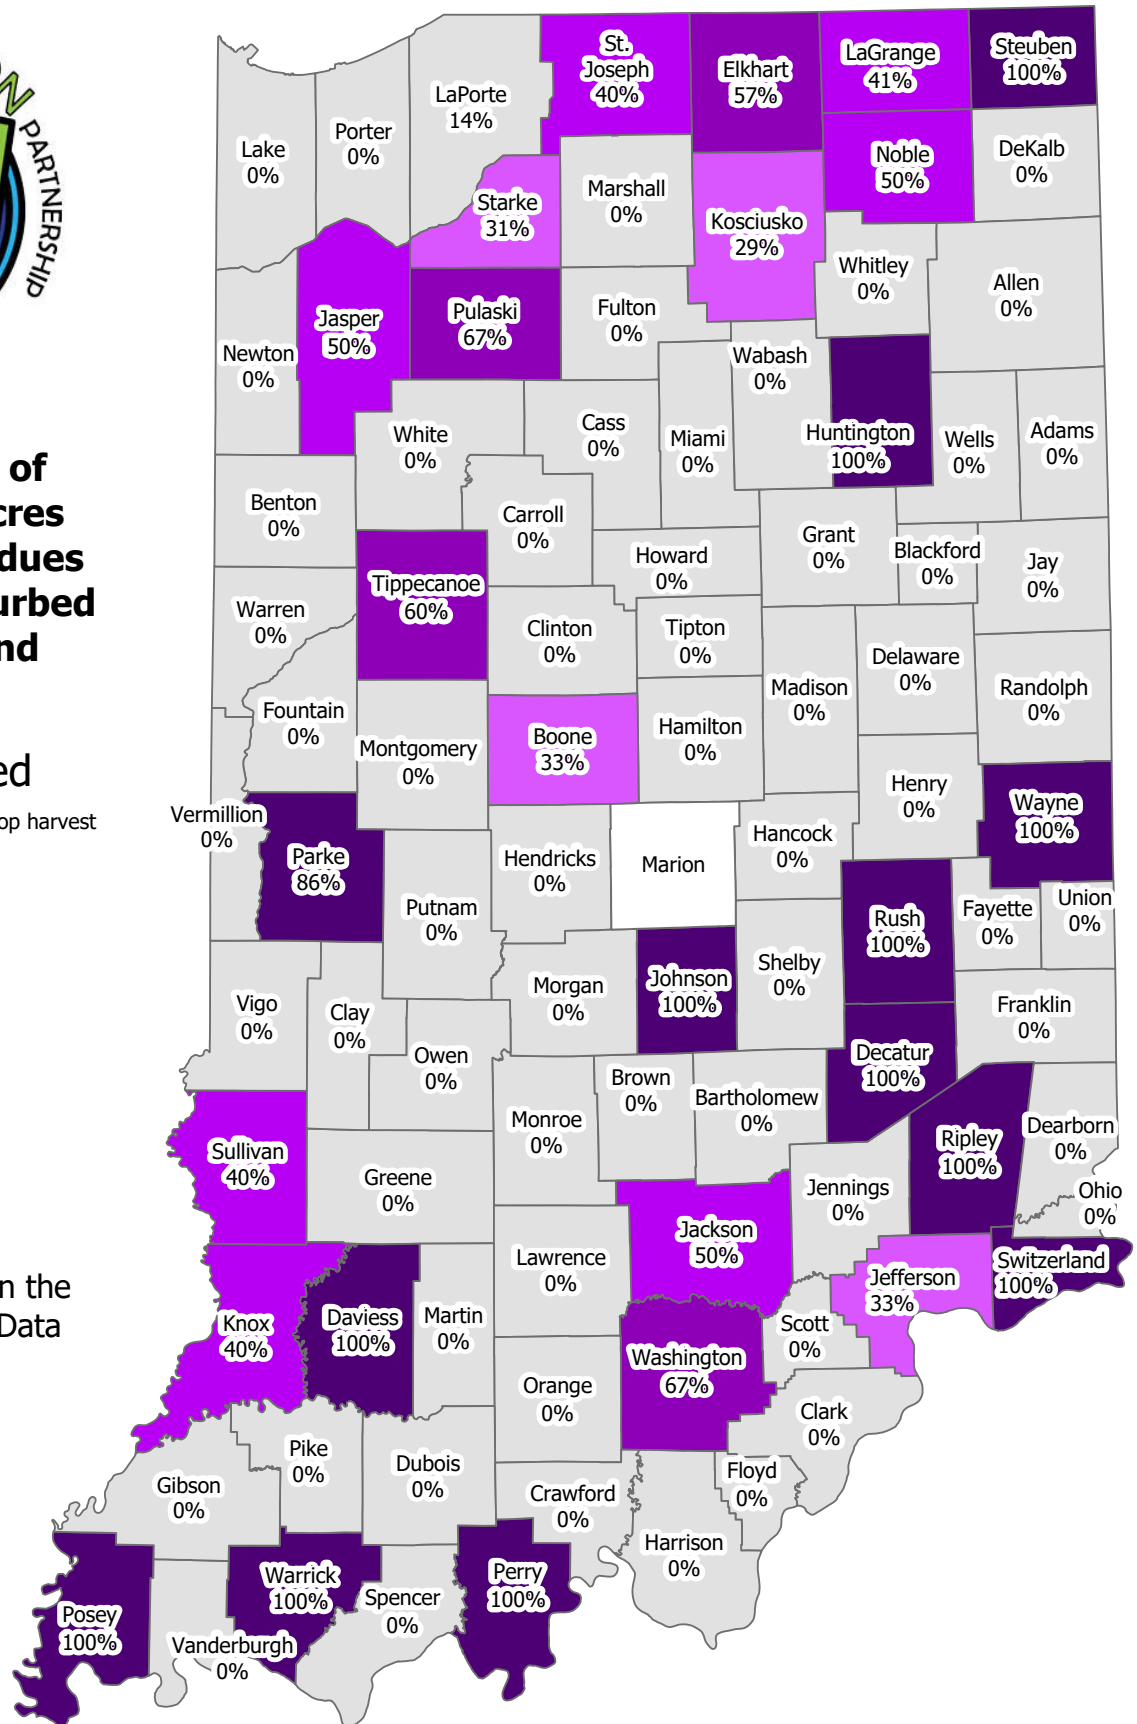 PARTNERSHIP
of
dues
nd
ed
op harvest
n the
Data
St.
Joseph
40%
Elkhart
57%
LaGrange
41%
Steuben
100%
LaPorte
14%
Porter
0%
Lake
0%
Noble
50%
DeKalb
0%
Starke
31%
Marshall
0%
Kosciusko
29%
Whitley
0%
Allen
0%
Jasper
50%
Pulaski
67%
Fulton
0%
Newton
0%
Wabash
0%
White
0%
Cass
0%
Miami
0%
Huntington
100%
Wells
0%
Adams
0%
Benton
0%
Carroll
0%
Grant
0%
Blackford
0%
Jay
0%
Howard
0%
Tippecanoe
60%
Warren
0%
Clinton
0%
Tipton
0%
Delaware
0%
Madison
0%
Randolph
0%
Fountain
0%
Montgomery
0%
Boone
33%
Hamilton
0%
Henry
0%
Wayne
100%
Vermillion
0%
Parke
86%
Hendricks
0%
Marion
Hancock
0%
Putnam
0%
Rush
100%
Fayette
0%
Union
0%
Vigo
0%
Clay
0%
Morgan
0%
Johnson
100%
Shelby
0%
Franklin
0%
Owen
0%
Decatur
100%
Brown
0%
Bartholomew
0%
Monroe
0%
Ripley
100%
Dearborn
0%
Sullivan
40%
Greene
0%
Jennings
0%
Ohio
0%
Lawrence
0%
Jackson
50%
Jefferson
33%
Switzerland
100%
Knox
40%
Daviess
100%
Martin
0%
Scott
0%
Washington
67%
Orange
0%
Clark
0%
Pike
0%
Dubois
0%
Gibson
0%
Crawford
0%
Floyd
0%
Harrison
0%
Posey
100%
Warrick
100%
Perry
100%
Spencer
0%
Vanderburgh
0%